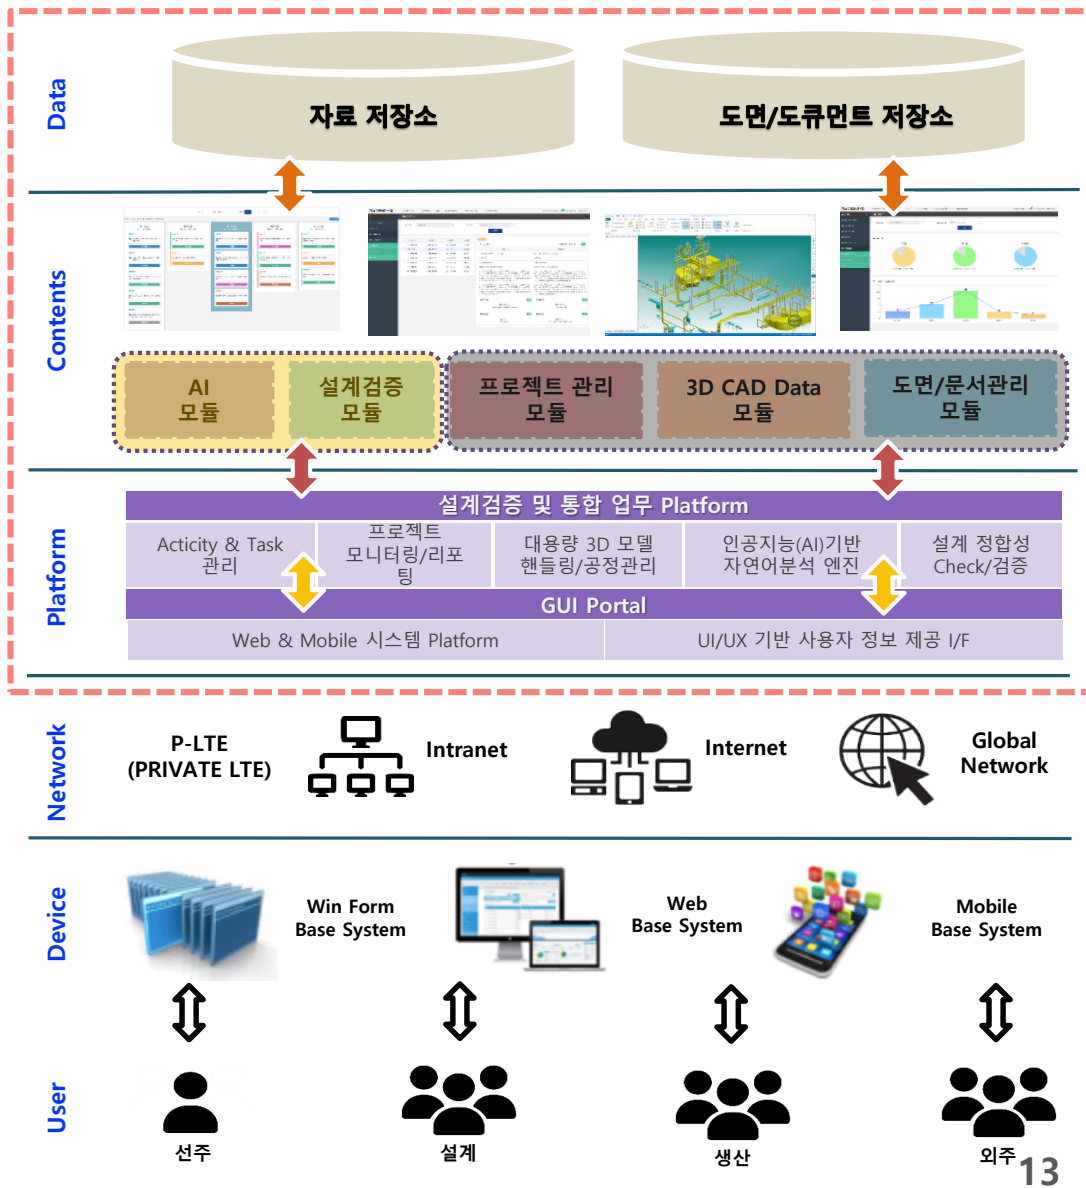 Data
자료 저장소
도면/도큐먼트 저장소
Contents
AI
모듈
설계검증
모듈
프로젝트 관리
모듈
3D CAD Data
모듈
도면/문서관리
모듈
Platform
설계검증 및 통합 업무 Platform
Acticity & Task
관리
프로젝트
모니터링/리포
팅
대용량 3D 모델
핸들링/공정관리
인공지능(AI)기반
자연어분석 엔진
설계 정합성
Check/검증
GUI Portal
Web & Mobile 시스템 Platform
UI/UX 기반 사용자 정보 제공 I/F
Network
P-LTE
(PRIVATE LTE)
Intranet
Internet
Global
Network
Device
Win Form
Base System
Web
Base System
Mobile
Base System
User
선주
설계
생산
외주
13